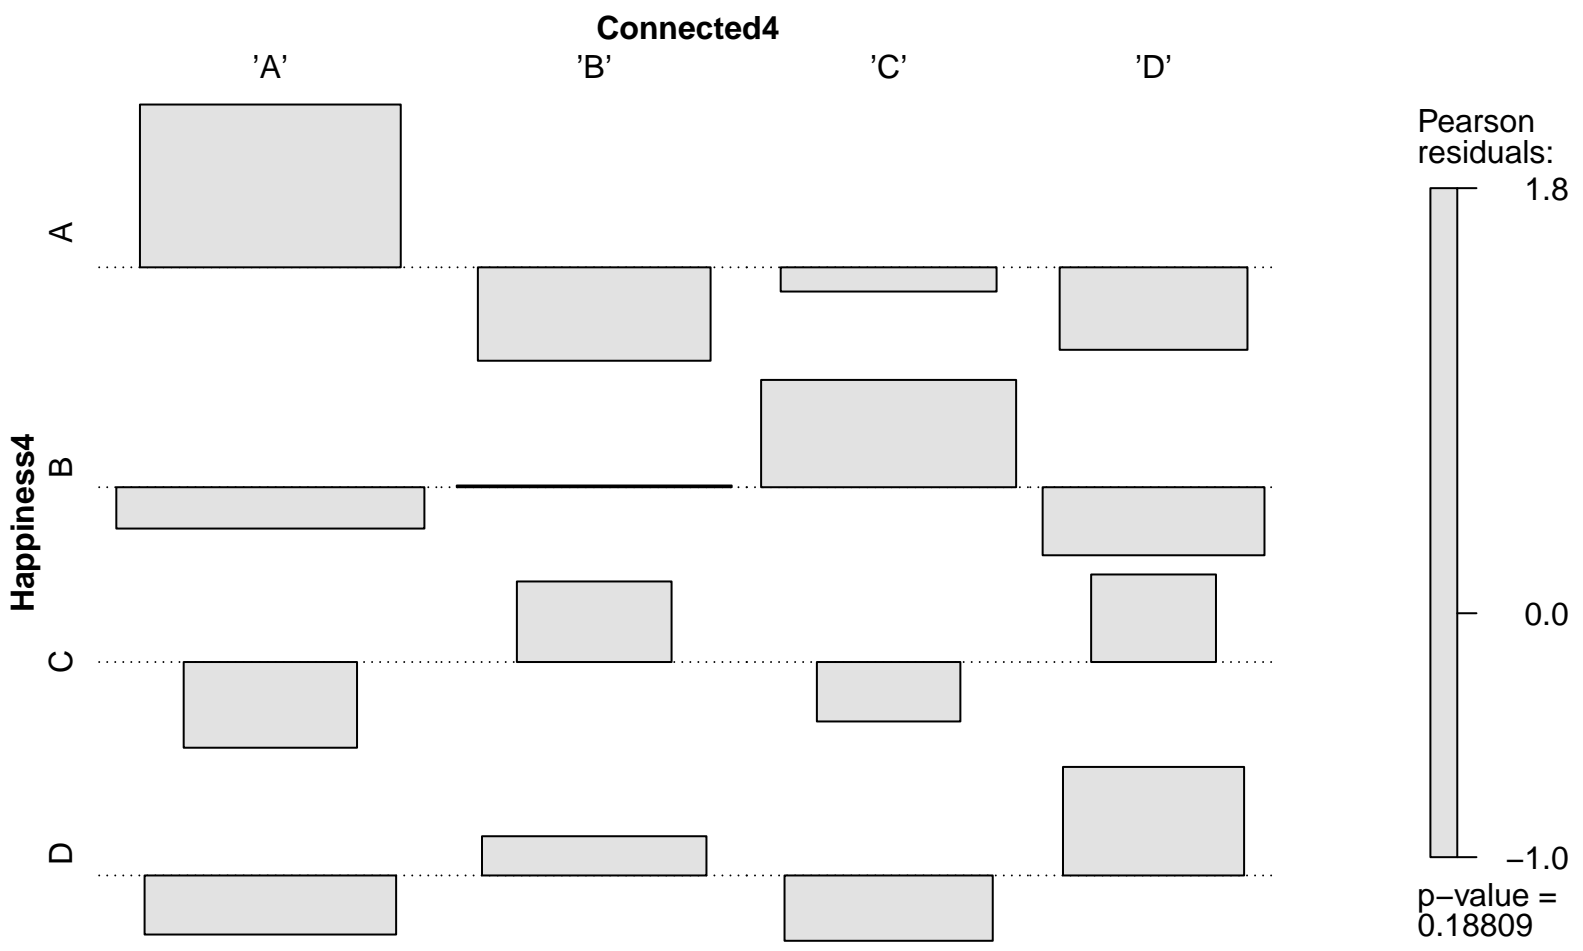 Connected4
’A’ ’B’ ’C’ ’D’
Happiness4
A
B
C
D
Pearson
residuals:
1.8
0.0
−1.0
p−value =
0.18809